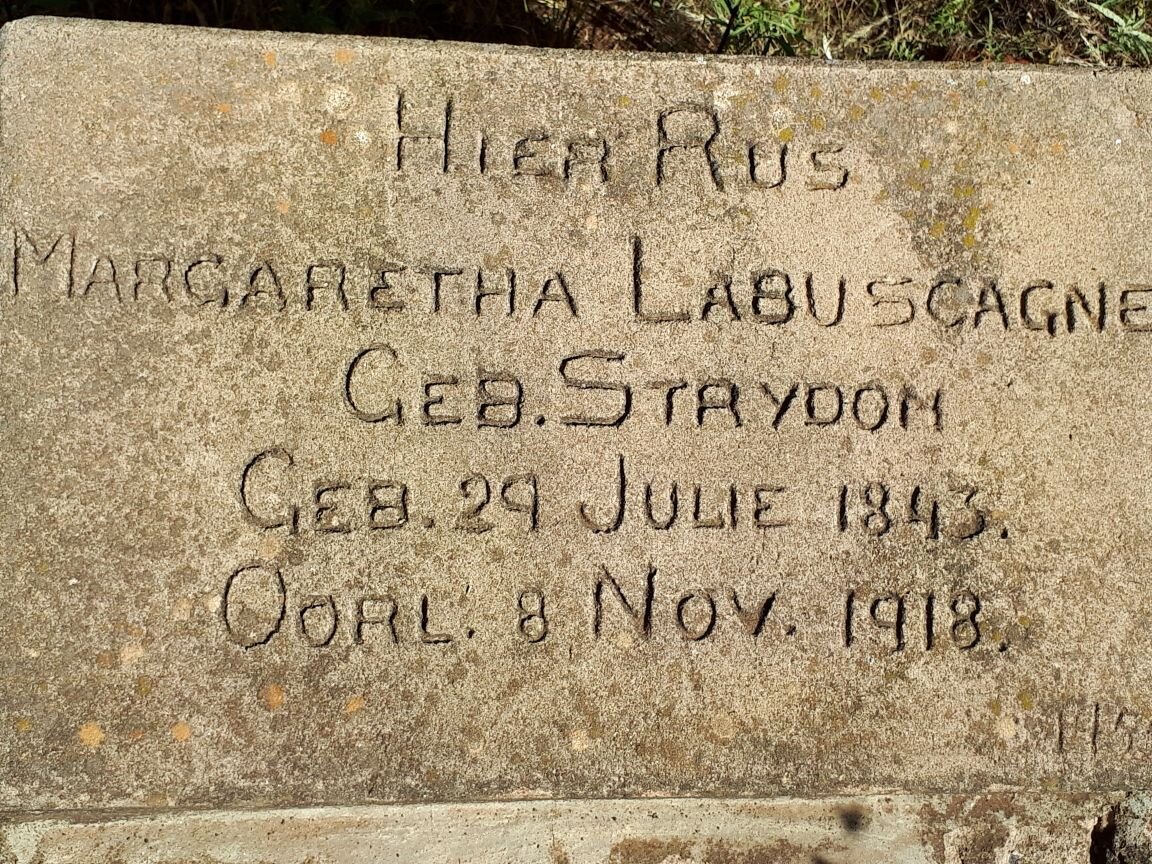 Hier Rus
Margaretha Labuscagne
Geb. Strydom
Geb. 29 Julie 1843.
Oorl. 8 Nov. 1918.